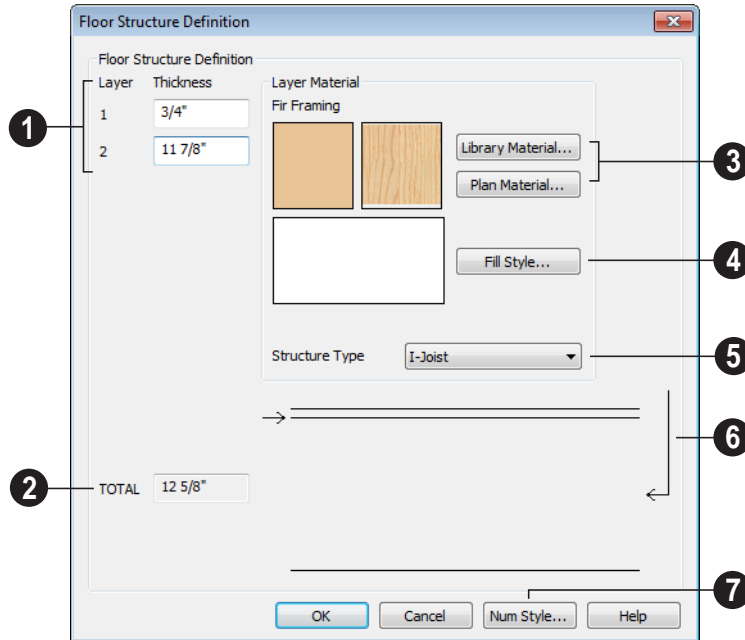 Floor Structure Definition
Floor Structure Definition
Layer Thickness
1 3/4"
2 11 7/8"
1
Layer Material
Fir Framing
Library Material...
Plan Material...
3
Fill Style...
4
Structure Type I-Joist
5
6
2
TOTAL 12 5/8"
7
OK Cancel Num Style... Help